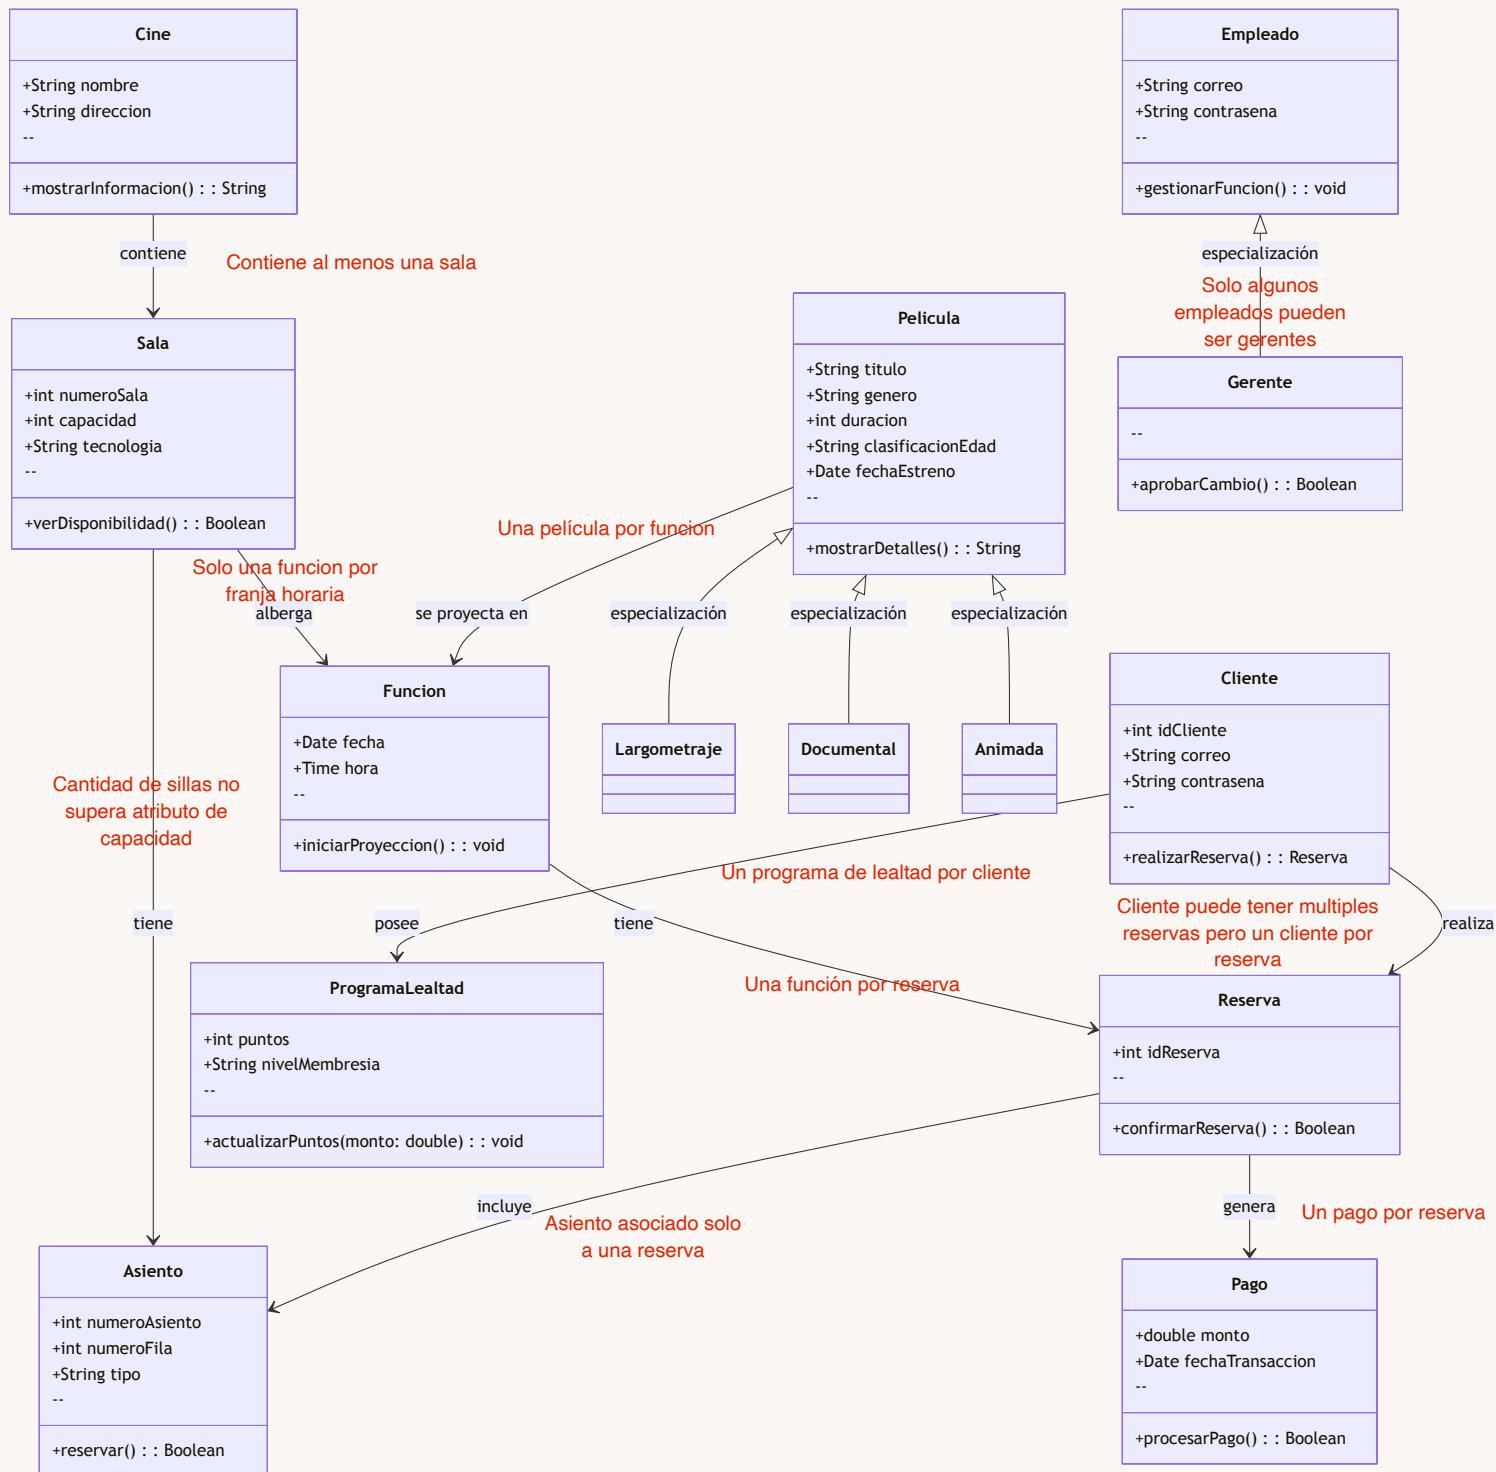 Cine
+String nombre
+String direccion
--
+mostrarInformacion() : : String
Empleado
+String correo
+String contrasena
--
+gestionarFuncion() : : void
contiene
Contiene al menos una sala
especialización
Solo algunos
empleados pueden
ser gerentes
Sala
+int numeroSala
+int capacidad
+String tecnologia
--
+verDisponibilidad() : : Boolean
Pelicula
+String titulo
+String genero
+int duracion
+String clasificacionEdad
+Date fechaEstreno
--
+mostrarDetalles() : : String
Gerente
--
+aprobarCambio() : : Boolean
Una película por funcion
Solo una funcion por
franja horaria
alberga
se proyecta en
especialización
especialización
especialización
Funcion
+Date fecha
+Time hora
--
+iniciarProyeccion() : : void
Largometraje
Documental
Animada
Cliente
+int idCliente
+String correo
+String contrasena
--
+realizarReserva() : : Reserva
Cantidad de sillas no
supera atributo de
capacidad
Un programa de lealtad por cliente
tiene
posee
tiene
Cliente puede tener multiples
reservas pero un cliente por
reserva
realiza
ProgramaLealtad
+int puntos
+String nivelMembresia
--
+actualizarPuntos(monto: double) : : void
Una función por reserva
Reserva
+int idReserva
--
+confirmarReserva() : : Boolean
incluye
Asiento asociado solo
a una reserva
genera
Un pago por reserva
Asiento
+int numeroAsiento
+int numeroFila
+String tipo
--
+reservar() : : Boolean
Pago
+double monto
+Date fechaTransaccion
--
+procesarPago() : : Boolean